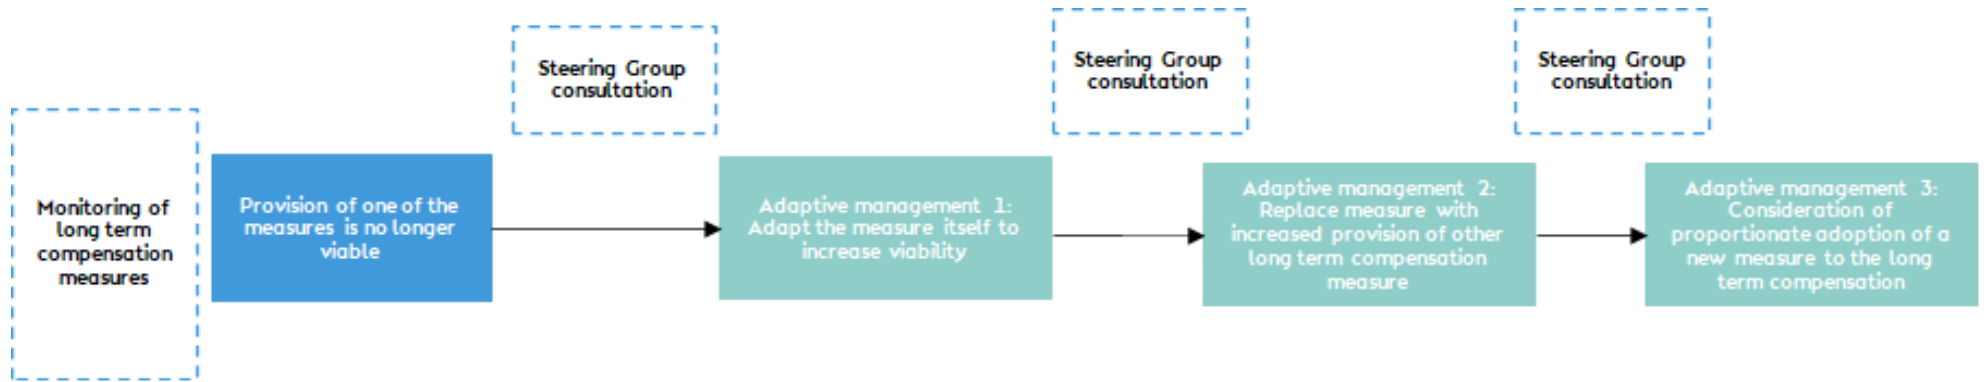 Monitoring of
long term
compensation
measures
Provision of one of the
measures is no longer
viable
Steering Group
consultation
Adaptive management 1:
Adapt the measure itself to
increase viability
Steering Group
consultation
Adaptive management 2:
Replace measure with
increased provision of other
long term compensation
measure
Steering Group
consultation
Adaptive management 3:
Consideration of
proportionate adoption of a
new measure to the long
term compensation